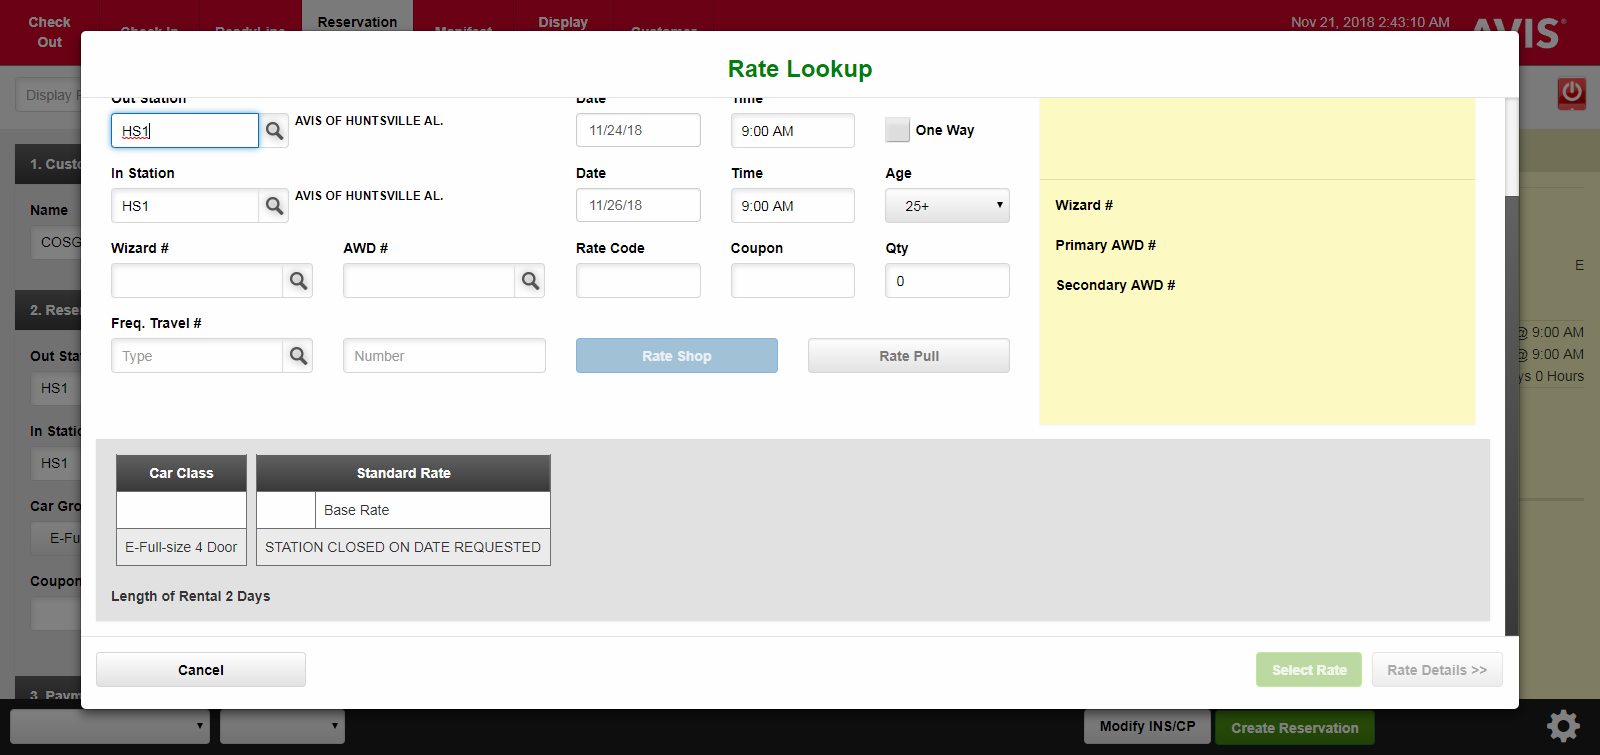 Check Out
Check In
ReadyLine
Reservation
Manifest
Display
Customer
Nov 21, 2018 2:43:10 AM
AVIS
Display
1. Custo
Name
COSG
2. Rese
Out Sta
HS1
In Statio
HS1
Car Gro
E-Fu
Coupon
3. Paym
Rate Lookup
Out Station
Date
Time
HS1
AVIS OF HUNTSVILLE AL.
11/24/18
9:00 AM
One Way
In Station
Date
Time
Age
HS1
AVIS OF HUNTSVILLE AL.
11/26/18
9:00 AM
25+
Wizard #
AWD #
Rate Code
Coupon
Qty
0
Freq. Travel #
Type
Number
Rate Shop
Rate Pull
Wizard #
Primary AWD #
Secondary AWD #
E
@ 9:00 AM
@ 9:00 AM
ys 0 Hours
Car Class
Standard Rate
Base Rate
E-Full-size 4 Door
STATION CLOSED ON DATE REQUESTED
Length of Rental 2 Days
Cancel
Select Rate
Rate Details >>
Modify INS/CP
Create Reservation